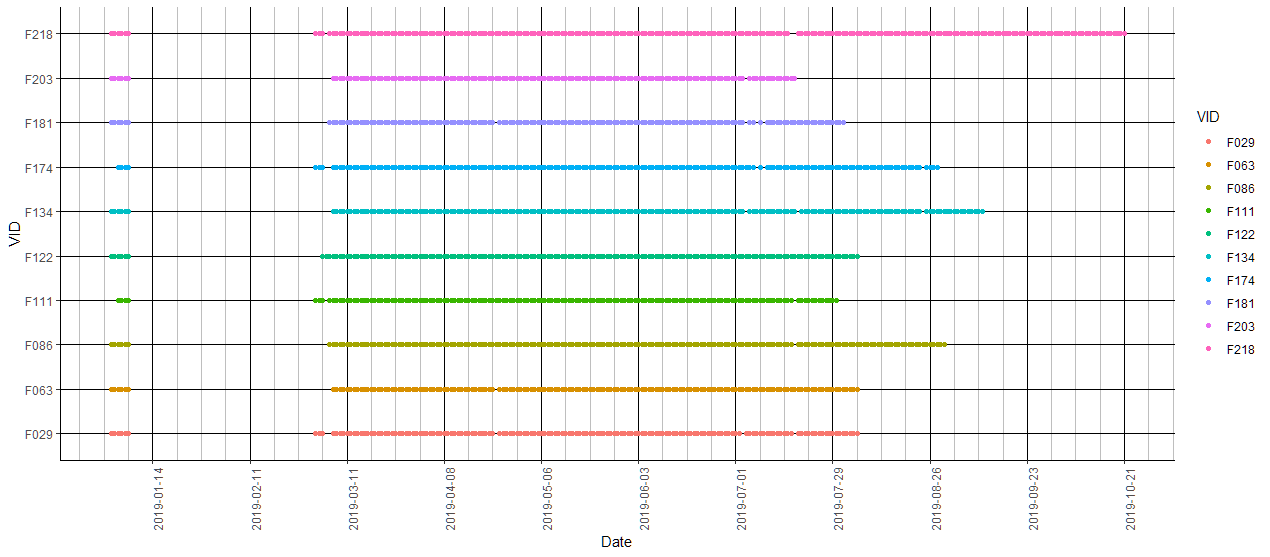 F218
F203
F181
F174
F134
F122
F111
F086
F063
F029
VID
2019-01-14
2019-02-11
2019-03-11
2019-04-08
2019-05-06
2019-06-03
2019-07-01
2019-07-29
2019-08-26
2019-09-23
2019-10-21
Date
VID
F029
F063
F086
F111
F122
F134
F174
F181
F203
F218